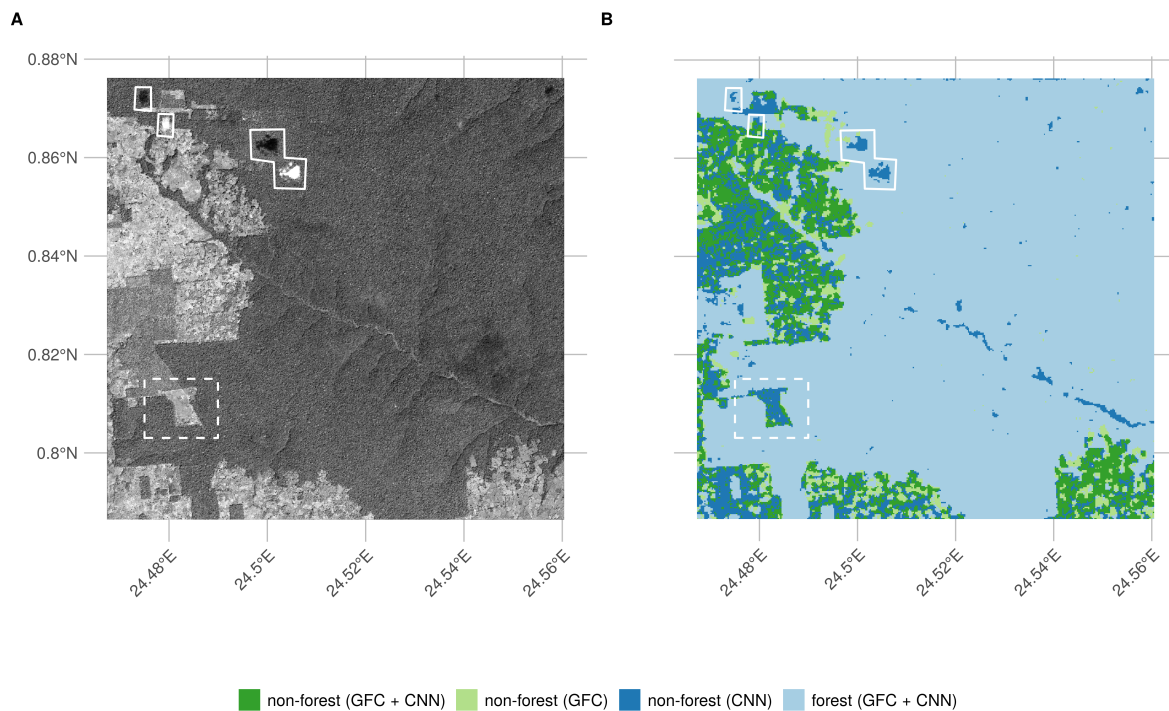 A
B
0.88°N
0.86°N
0.84°N
0.82°N
0.8°N
24.48°E
24.5°E
24.52°E
24.54°E
24.56°E
24.48°E
24.5°E
24.52°E
24.54°E
24.56°E
non-forest (GFC + CNN)
non-forest (GFC)
non-forest (CNN)
forest (GFC + CNN)